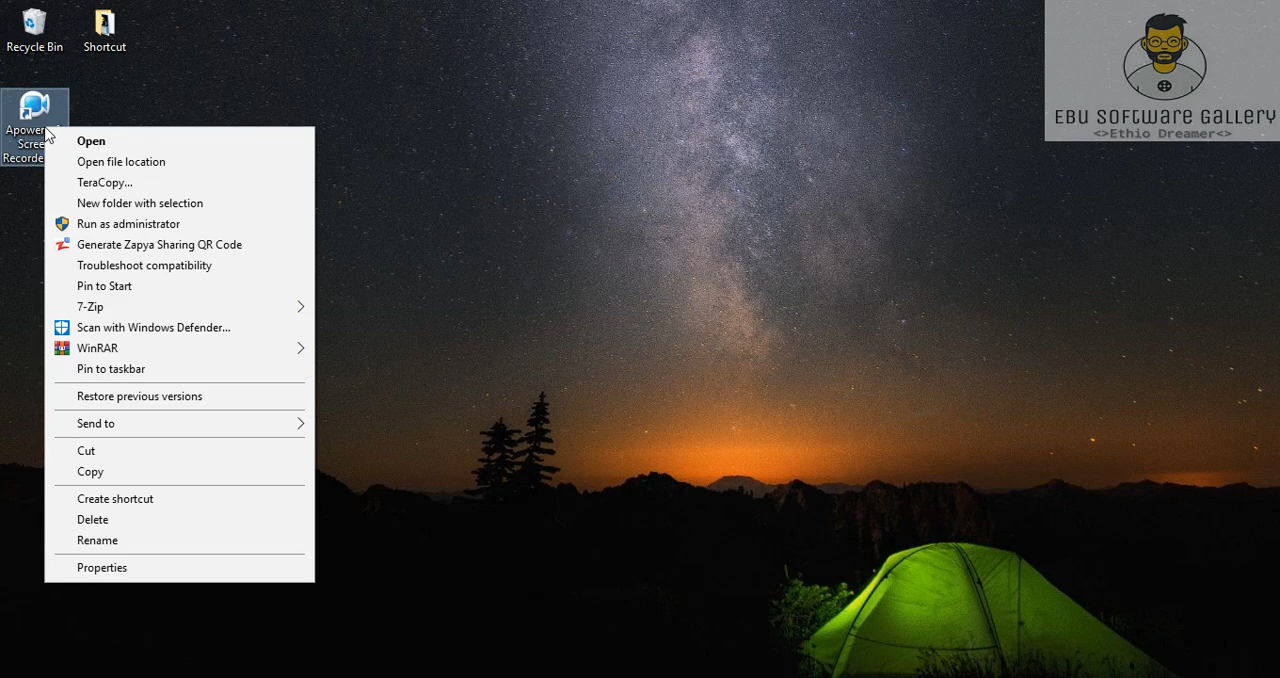 Recycle Bin
Shortcut
Open
Open file location
TeraCopy...
New folder with selection
Run as administrator
Generate Zapya Sharing QR Code
Troubleshoot compatibility
Pin to Start
7-Zip
Scan with Windows Defender...
WinRAR
Pin to taskbar
Restore previous versions
Send to
Cut
Copy
Create shortcut
Delete
Rename
Properties
EBU Software Gallery
<>Ethio Dreamer<>